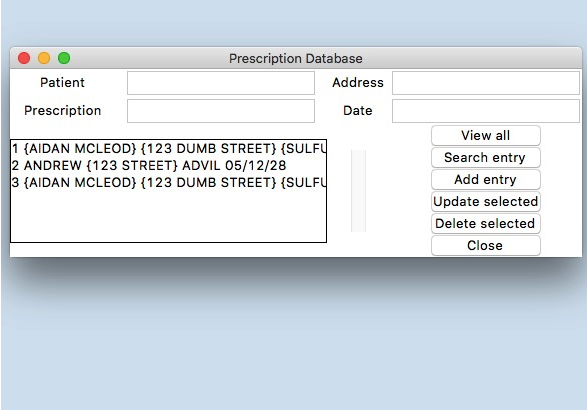 Prescription Database
Patient Address
Prescription Date
1 {AIDAN MCLEOD} {123 DUMB STREET} {SULFU
2 ANDREW {123 STREET} ADVIL 05/12/28
3 {AIDAN MCLEOD} {123 DUMB STREET} {SULFU
View all
Search entry
Add entry
Update selected
Delete selected
Close